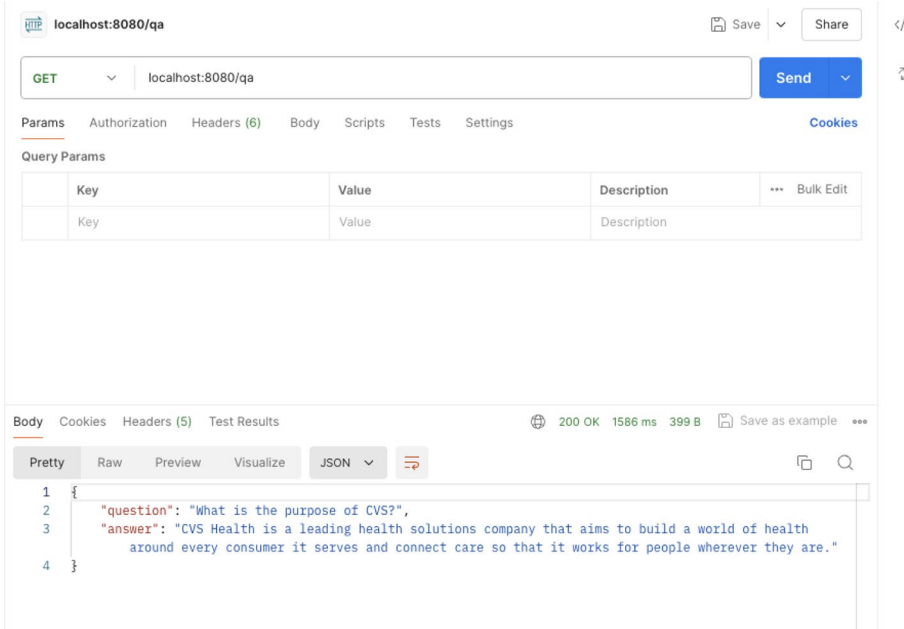 HTTP localhost:8080/qa Save Share </>
GET localhost:8080/qa Send
Params Authorization Headers (6) Body Scripts Tests Settings Cookies
Query Params
Key Value Description ••• Bulk Edit
Key Value Description
Body Cookies Headers (5) Test Results 200 OK 1586 ms 399 B Save as example •••
Pretty Raw Preview Visualize JSON
1 {
2 "question": "What is the purpose of CVS?",
3 "answer": "CVS Health is a leading health solutions company that aims to build a world of health
around every consumer it serves and connect care so that it works for people wherever they are."
4 }